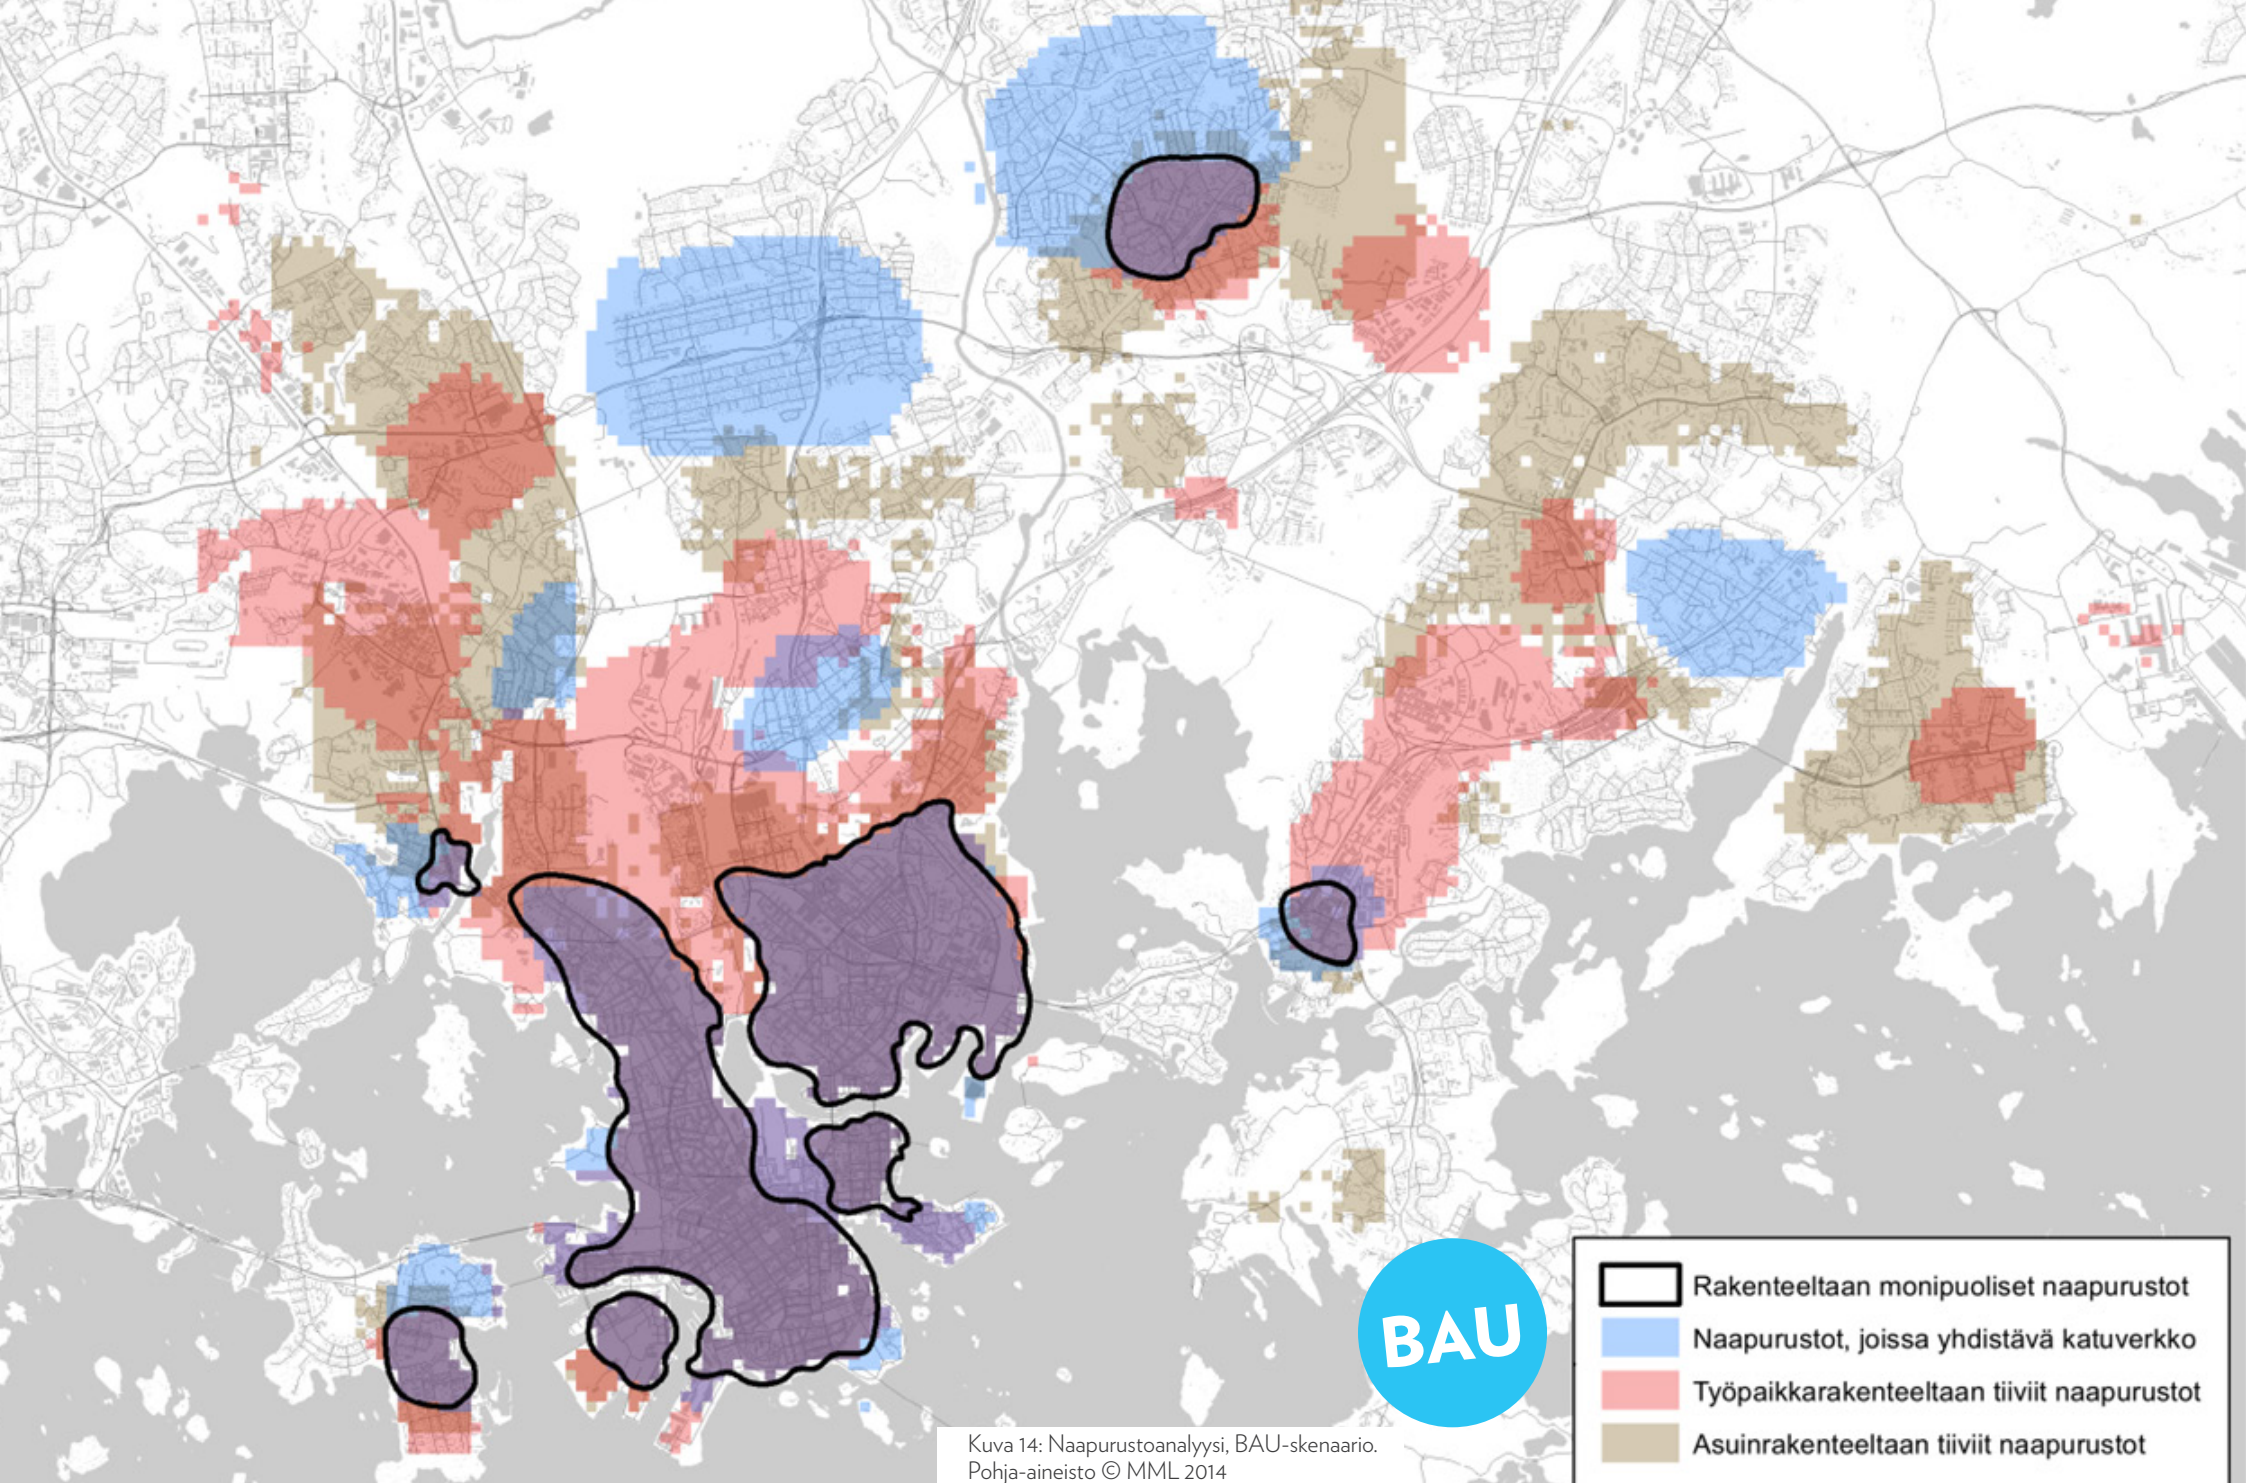 BAU
Rakenteeltaan monipuoliset naapurustot
Naapurustot, joissa yhdistävä katuverkko
Työpaikkarakenteeltaan tiiviit naapurustot
Asuinrakenteeltaan tiiviit naapurustot
Kuva 14: Naapurustoanalyysi, BAU-skenaario.
Pohja-aineisto © MML 2014